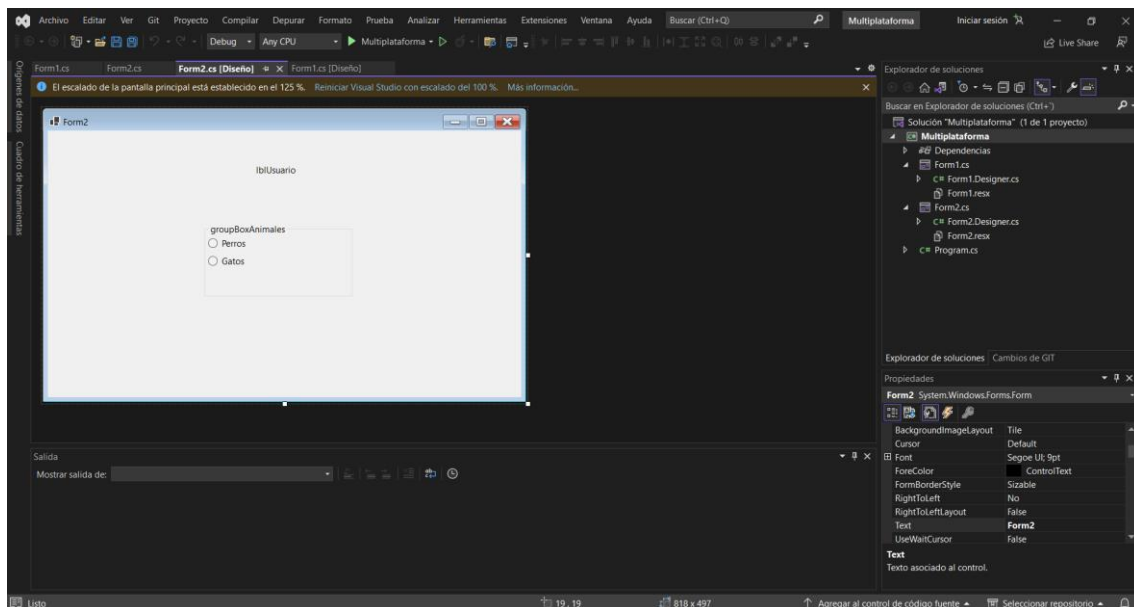 Archivo Editar Ver Git Proyecto Compilar Depurar Formato Prueba Analizar Herramientas Extensiones Ventana Ayuda Buscar (Ctrl+Q) Multiplataforma Iniciar sesión
Debug Any CPU Multiplataforma Live Share
Orígenes de datos
Cuadro de herramientas
Form1.cs Form2.cs Form2.cs [Diseño] Form1.cs [Diseño]
El escalado de la pantalla principal está establecido en el 125 %. Reiniciar Visual Studio con escalado del 100 %. Más información...
Form2
lblUsuario
groupBoxAnimales
Perros
Gatos
Salida
Mostrar salida de:
Explorador de soluciones
Buscar en Explorador de soluciones (Ctrl+´)
Solución "Multiplataforma" (1 de 1 proyecto)
Multiplataforma
Dependencias
Form1.cs
C# Form1.Designer.cs
Form1.resx
Form2.cs
C# Form2.Designer.cs
Form2.resx
C# Program.cs
Explorador de soluciones Cambios de GIT
Propiedades
Form2 System.Windows.Forms.Form
BackgroundImageLayout Tile
Cursor Default
Font Segoe UI; 9pt
ForeColor ControlText
FormBorderStyle Sizable
RightToLeft No
RightToLeftLayout False
Text Form2
UseWaitCursor False
Text
Texto asociado al control.
Listo 19 , 19 818 x 497 Agregar al control de código fuente Seleccionar repositorio